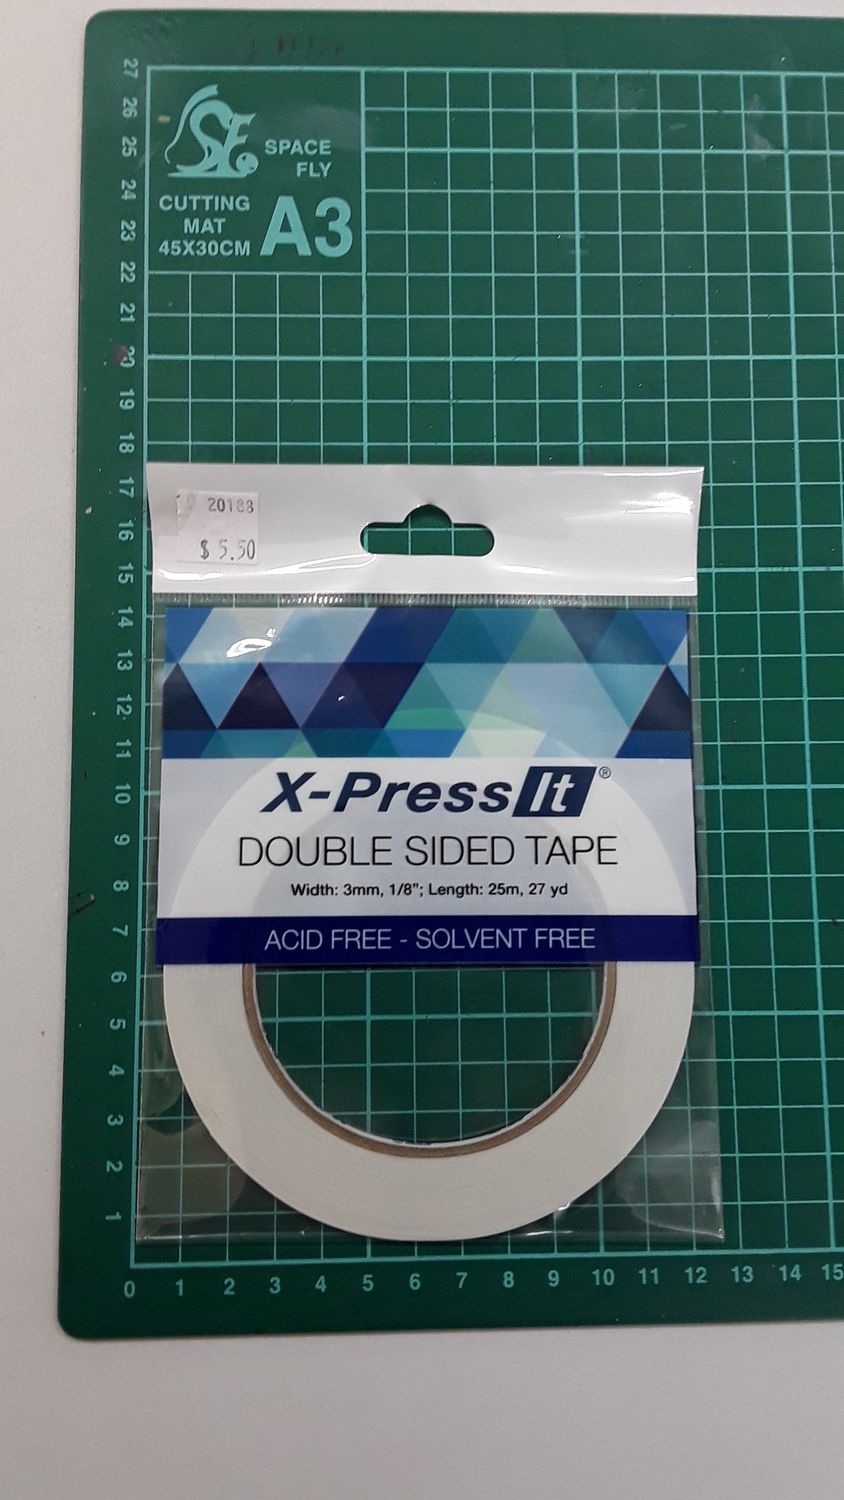 SPACE
FLY
CUTTING
MAT
45X30CM
A3
27
26
25
24
23
22
21
20
19
18
17
16
15
14
13
12
11
10
9
8
7
6
5
4
3
2
1
20188
$ 5.50
X-Press It®
DOUBLE SIDED TAPE
Width: 3mm, 1/8"; Length: 25m, 27 yd
ACID FREE - SOLVENT FREE
0 1 2 3 4 5 6 7 8 9 10 11 12 13 14 15